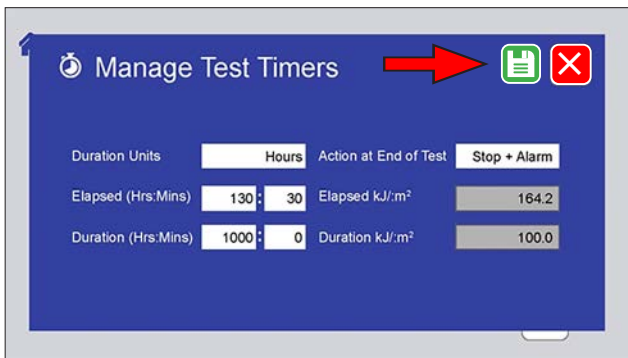 Manage Test Timers
Duration Units Hours Action at End of Test Stop + Alarm
Elapsed (Hrs:Mins) 130 : 30 Elapsed kJ/:m² 164.2
Duration (Hrs:Mins) 1000 : 0 Duration kJ/:m² 100.0